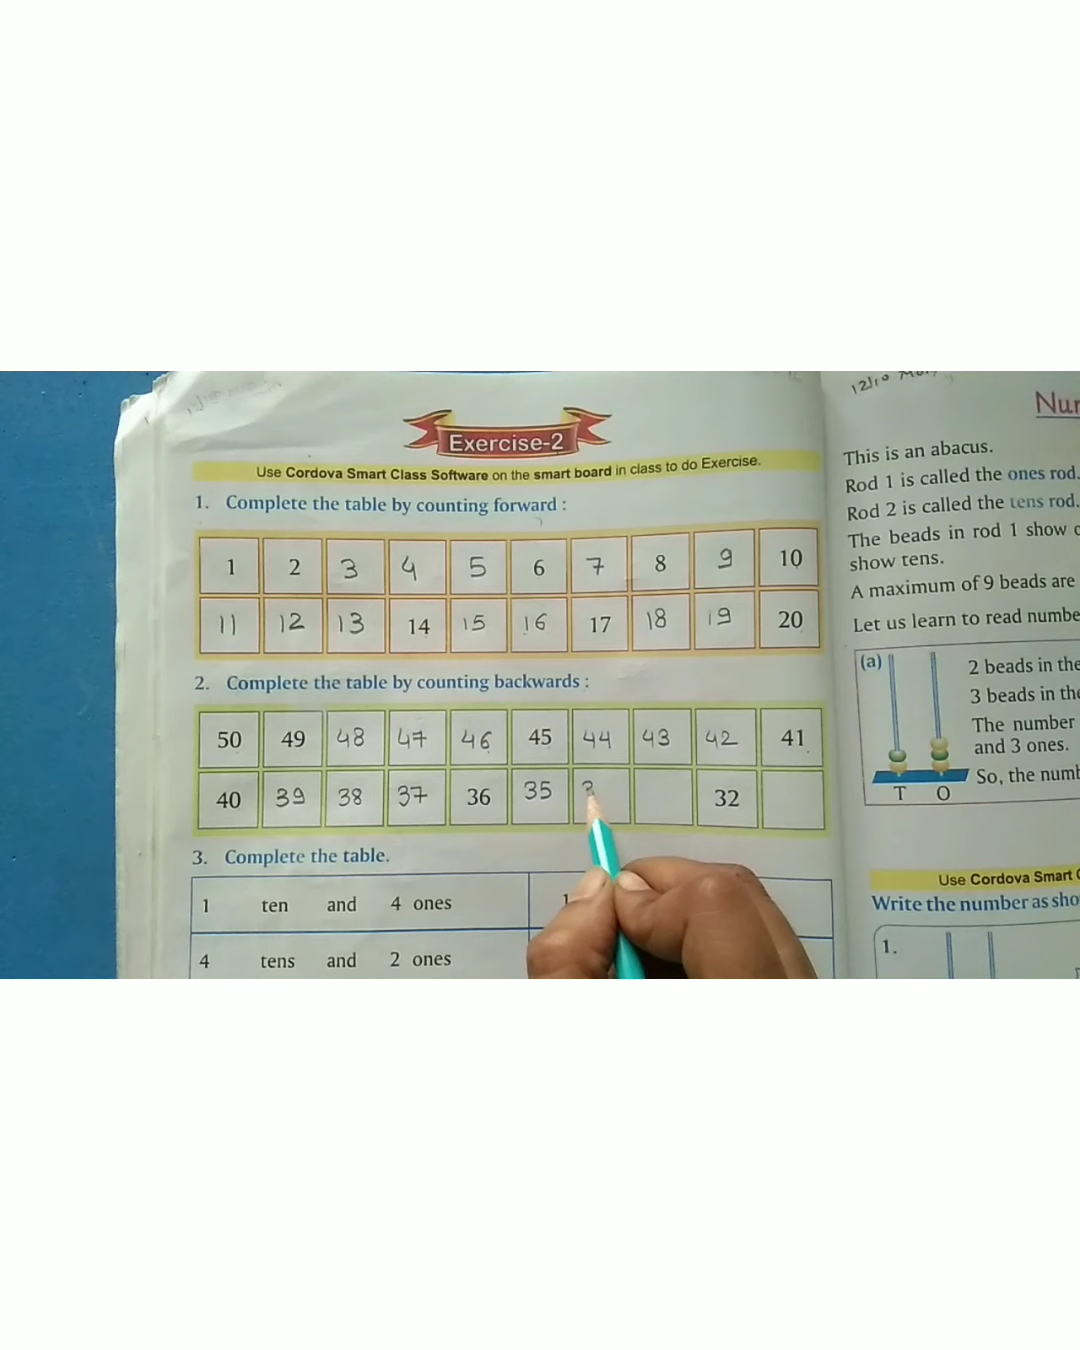 Exercise-2
Use Cordova Smart Class Software on the smart board in class to do Exercise.
1. Complete the table by counting forward :
1 2 3 4 5 6 7 8 9 10
11 12 13 14 15 16 17 18 19 20
2. Complete the table by counting backwards :
50 49 48 47 46 45 44 43 42 41
40 39 38 37 36 35 3 32
3. Complete the table.
1 ten and 4 ones
4 tens and 2 ones
12/10
Nur
This is an abacus.
Rod 1 is called the ones rod.
Rod 2 is called the tens rod.
The beads in rod 1 show
show tens.
A maximum of 9 beads are
Let us learn to read numbe
(a)
2 beads in the
3 beads in the
The number
and 3 ones.
So, the numb
T O
Use Cordova Smart
Write the number as sho
1.